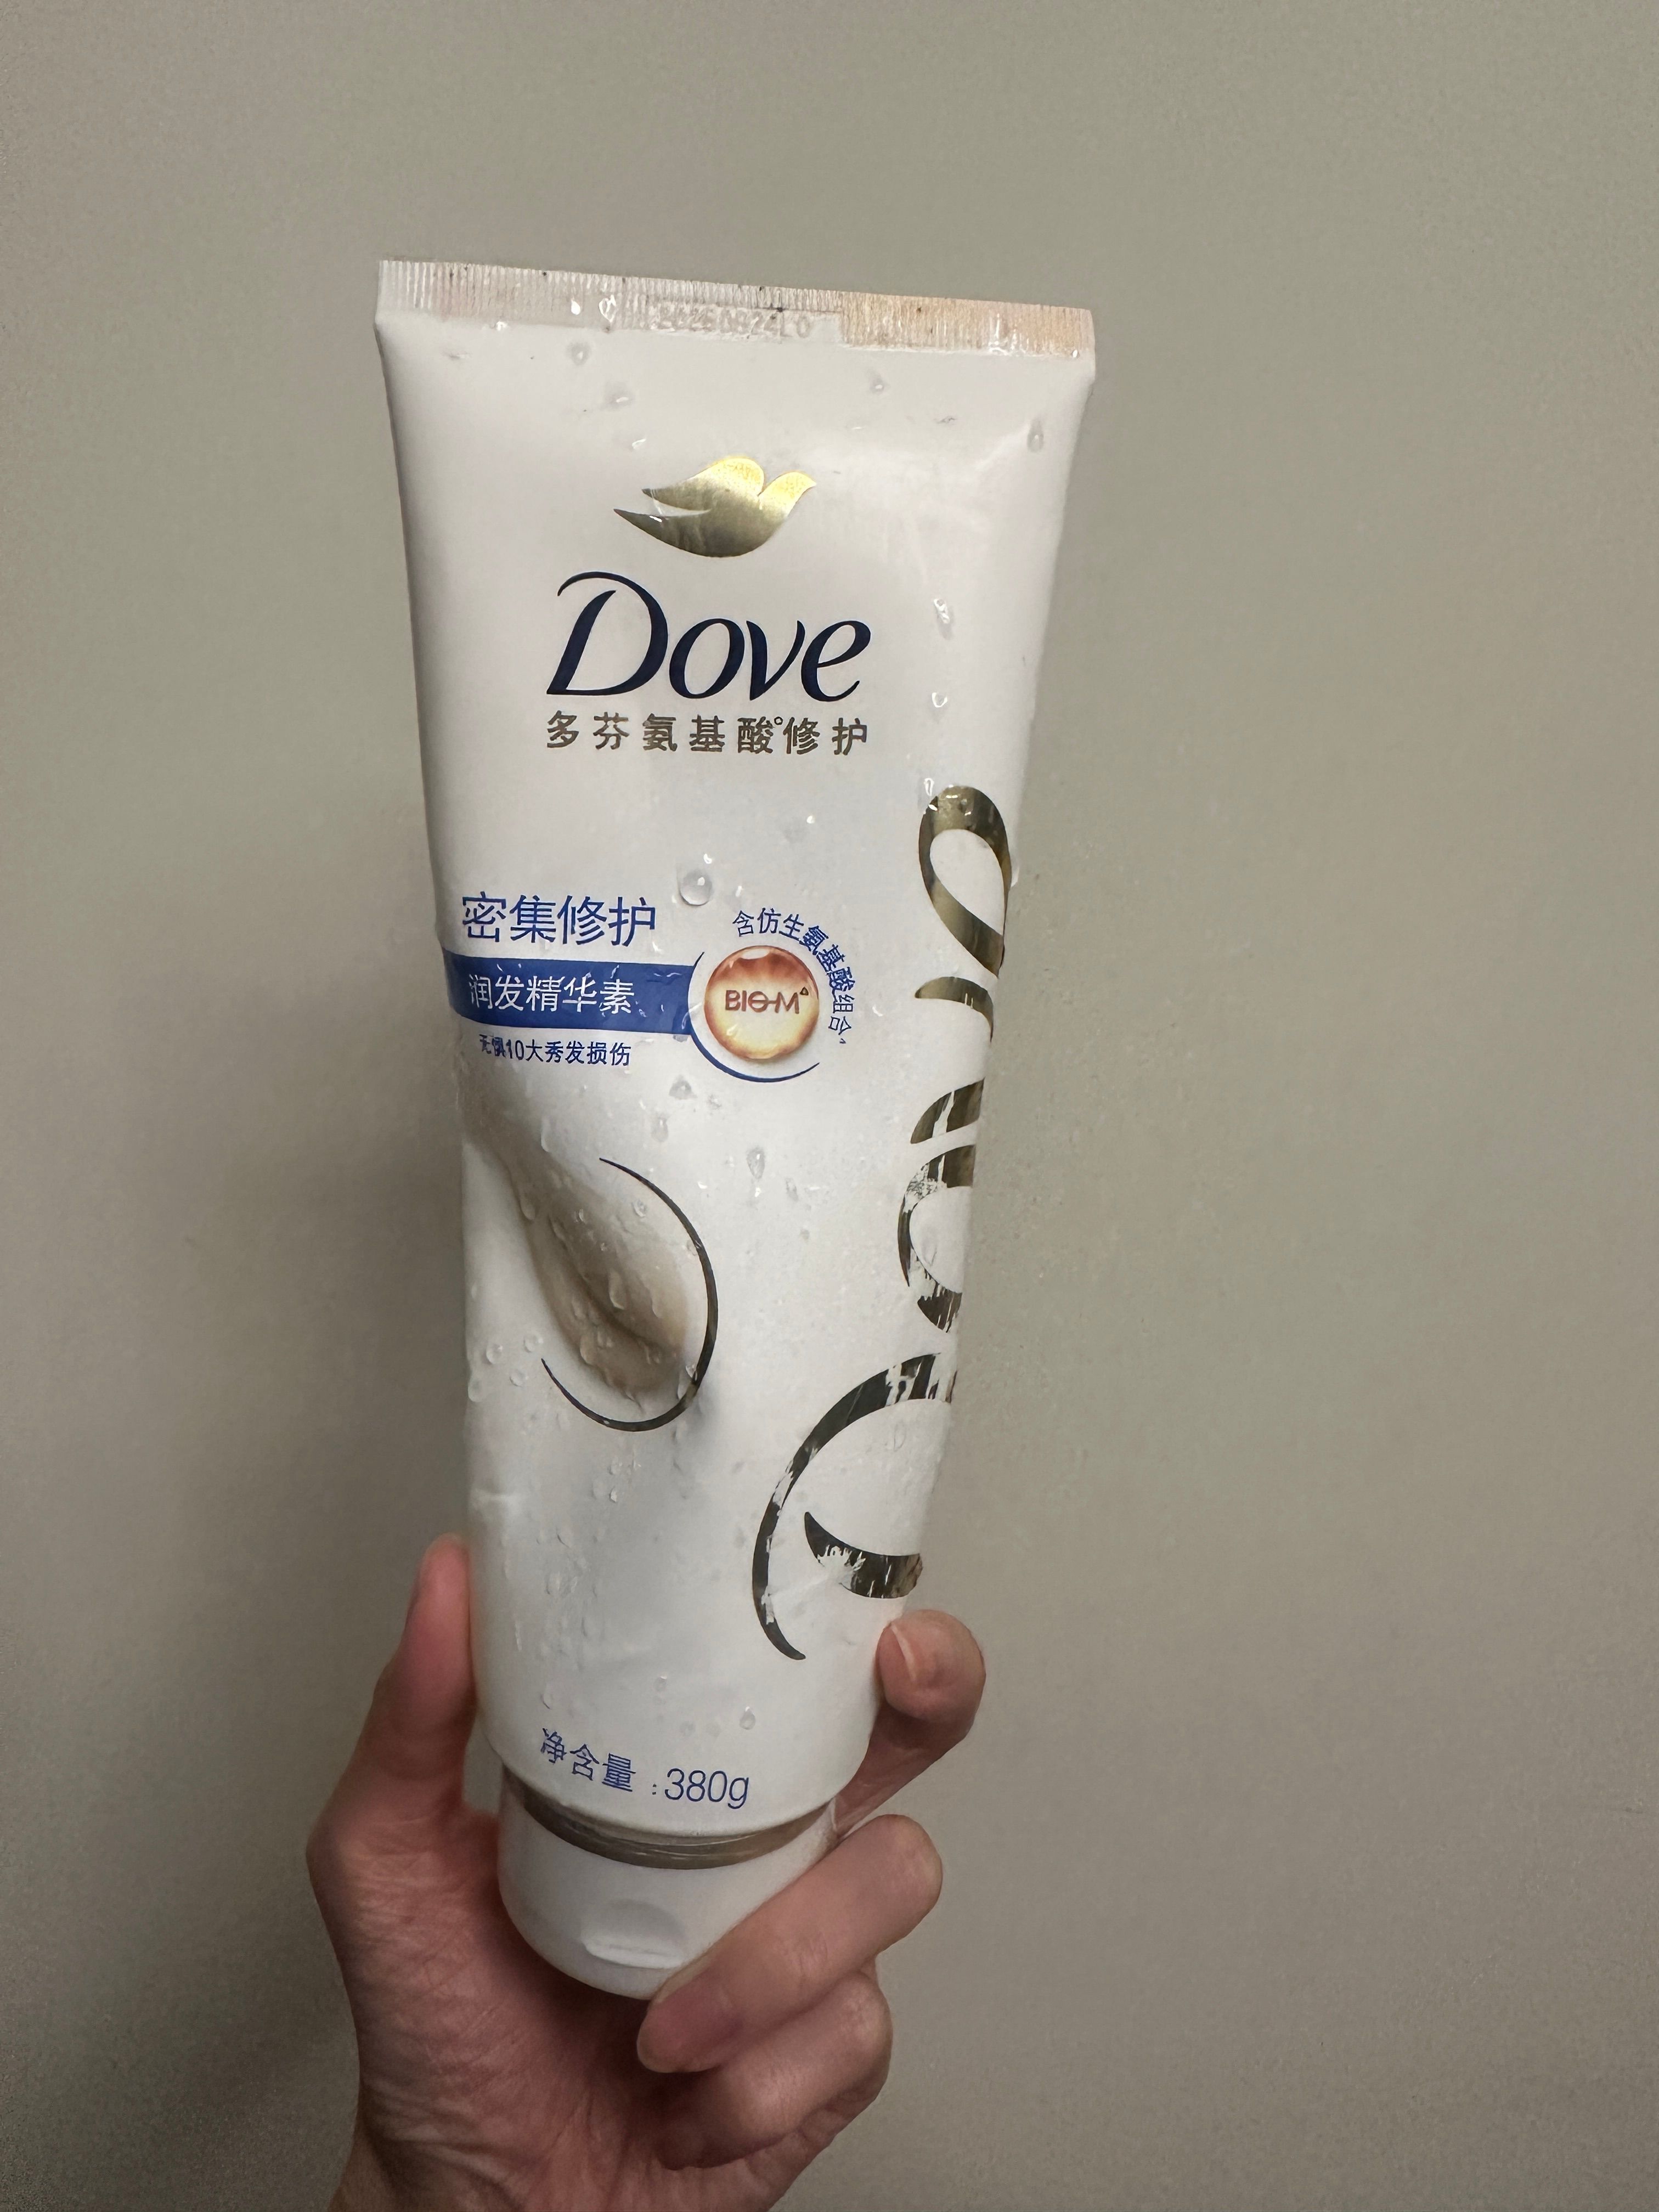 Dove
多芬氨基酸°修护
密集修护
润发精华素
无惧10大秀发损伤
含仿生氨基酸组合
BIO-M
Dove
净含量:380g